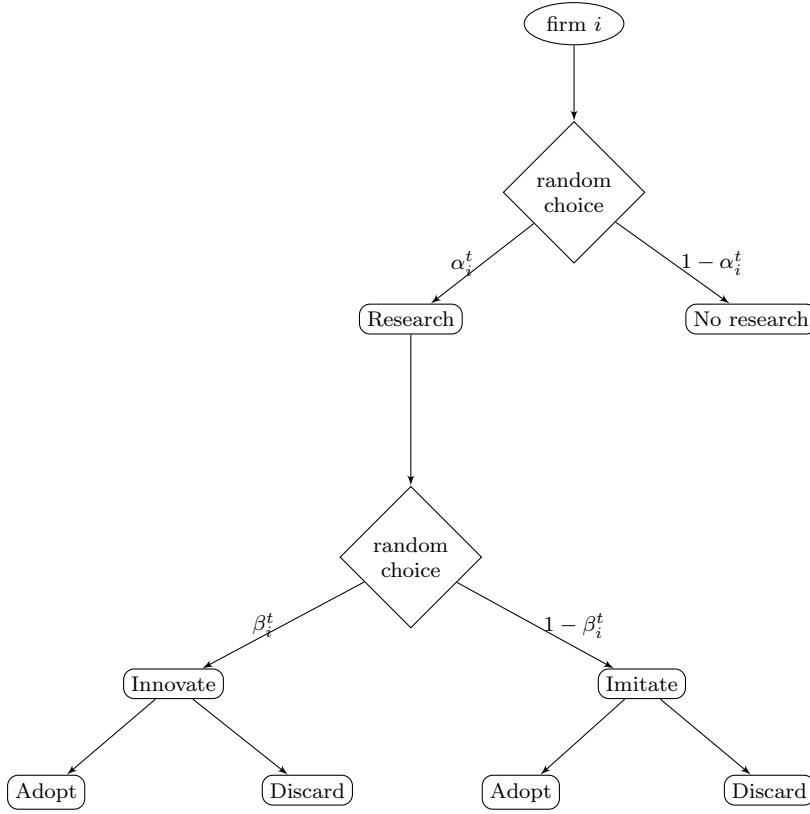 firm i
random
choice
α_i^t
1 − α_i^t
Research
No research
random
choice
β_i^t
1 − β_i^t
Innovate
Imitate
Adopt
Discard
Adopt
Discard